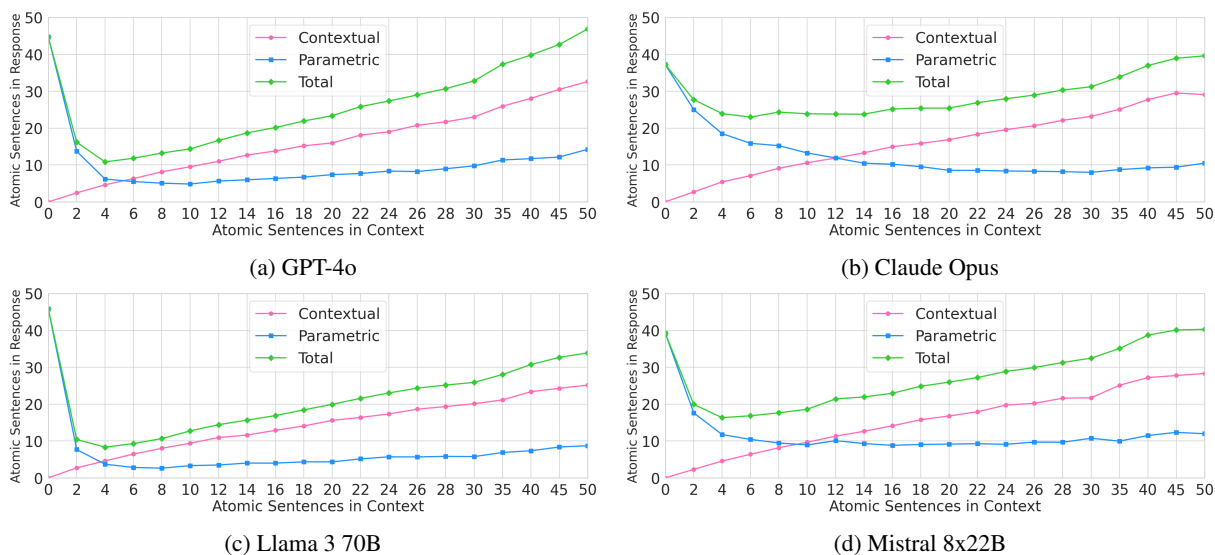 Atomic Sentences in Response
50
40
30
20
10
0
Contextual
Parametric
Total
0 2 4 6 8 10 12 14 16 18 20 22 24 26 28 30 35 40 45 50
Atomic Sentences in Context
(a) GPT-4o
Atomic Sentences in Response
50
40
30
20
10
0
Contextual
Parametric
Total
0 2 4 6 8 10 12 14 16 18 20 22 24 26 28 30 35 40 45 50
Atomic Sentences in Context
(b) Claude Opus
Atomic Sentences in Response
50
40
30
20
10
0
Contextual
Parametric
Total
0 2 4 6 8 10 12 14 16 18 20 22 24 26 28 30 35 40 45 50
Atomic Sentences in Context
(c) Llama 3 70B
Atomic Sentences in Response
50
40
30
20
10
0
Contextual
Parametric
Total
0 2 4 6 8 10 12 14 16 18 20 22 24 26 28 30 35 40 45 50
Atomic Sentences in Context
(d) Mistral 8x22B